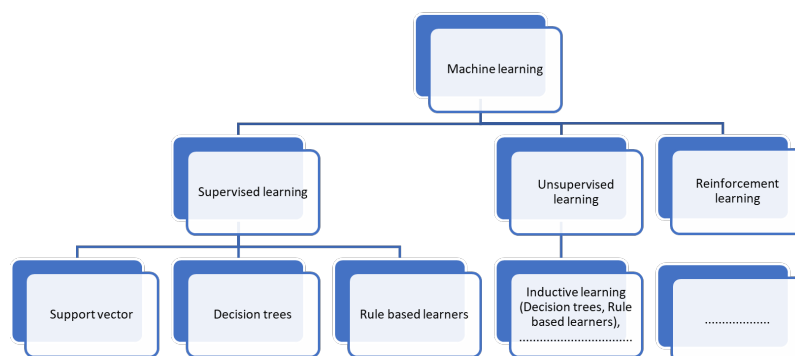 Machine learning
Supervised learning
Unsupervised
learning
Reinforcement
learning
Support vector
Decision trees
Rule based learners
Inductive learning
(Decision trees, Rule
based learners),
................................
..................